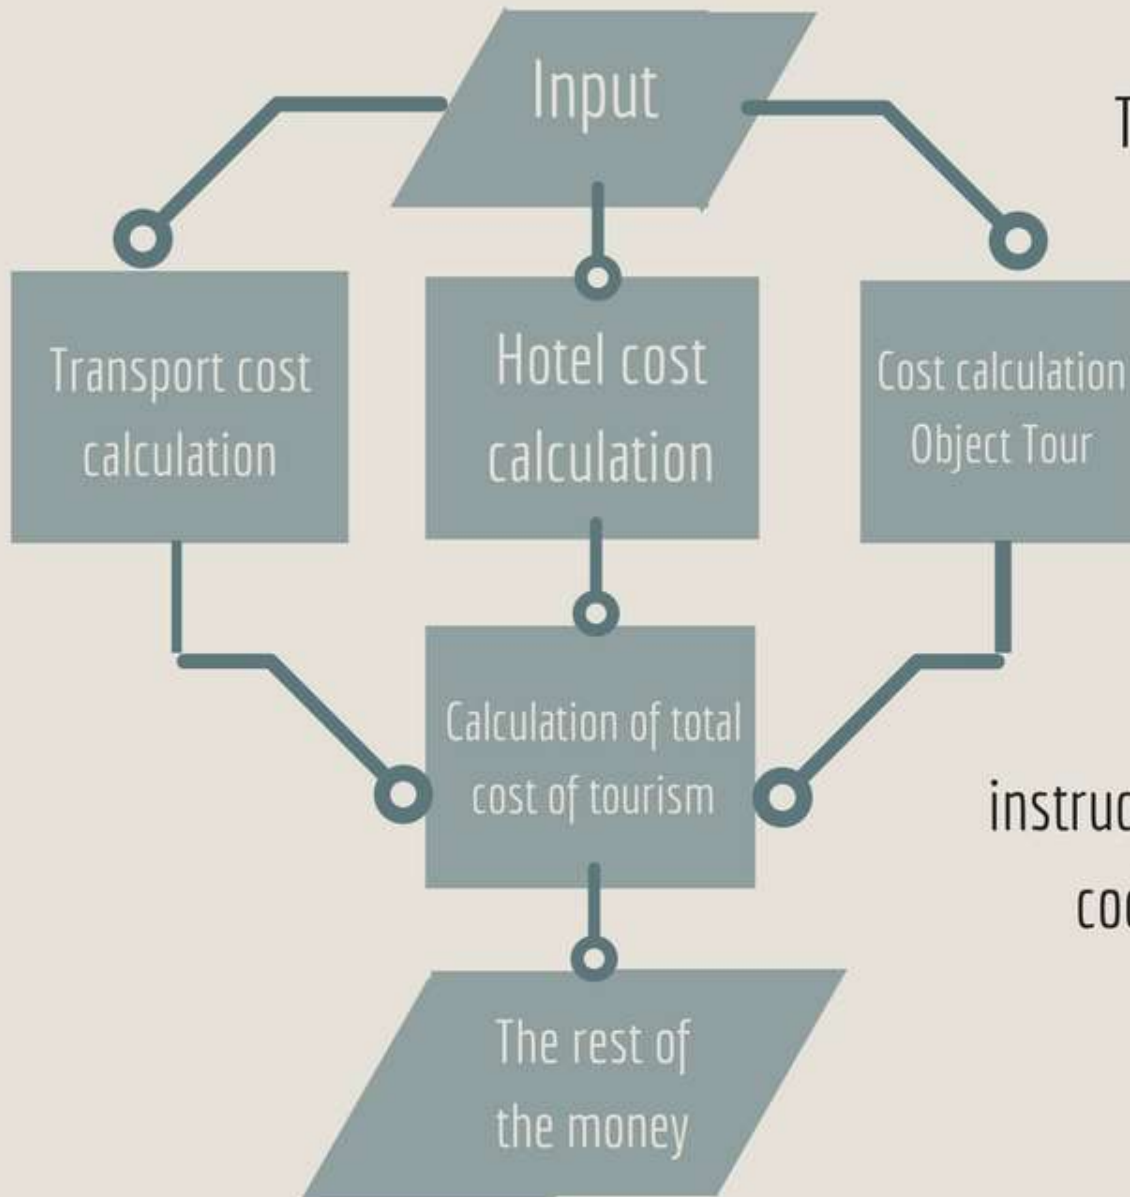 Input
Transport cost
calculation
Hotel cost
calculation
Cost calculation
Object Tour
Calculation of total
cost of tourism
The rest of
the money